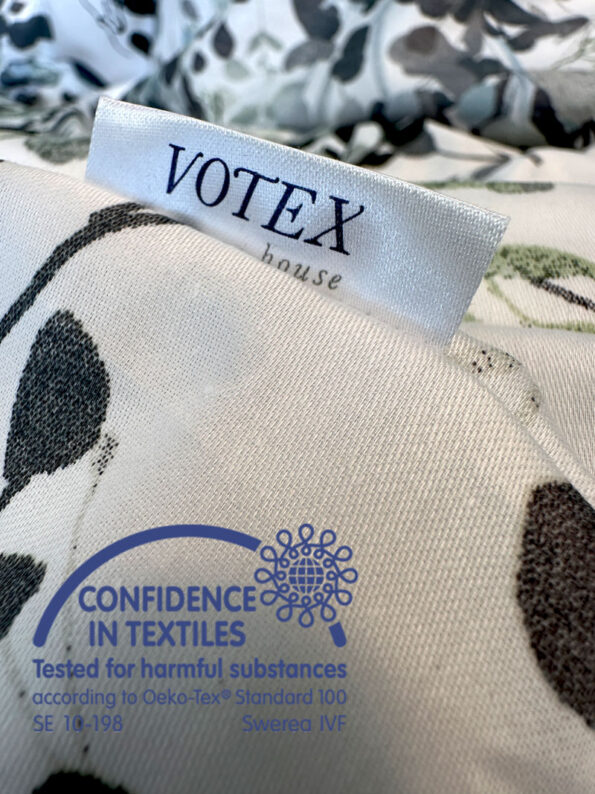 VOTEX
house
CONFIDENCE
IN TEXTILES
Tested for harmful substances
according to Oeko-Tex® Standard 100
SE 10-198 Swerea IVF